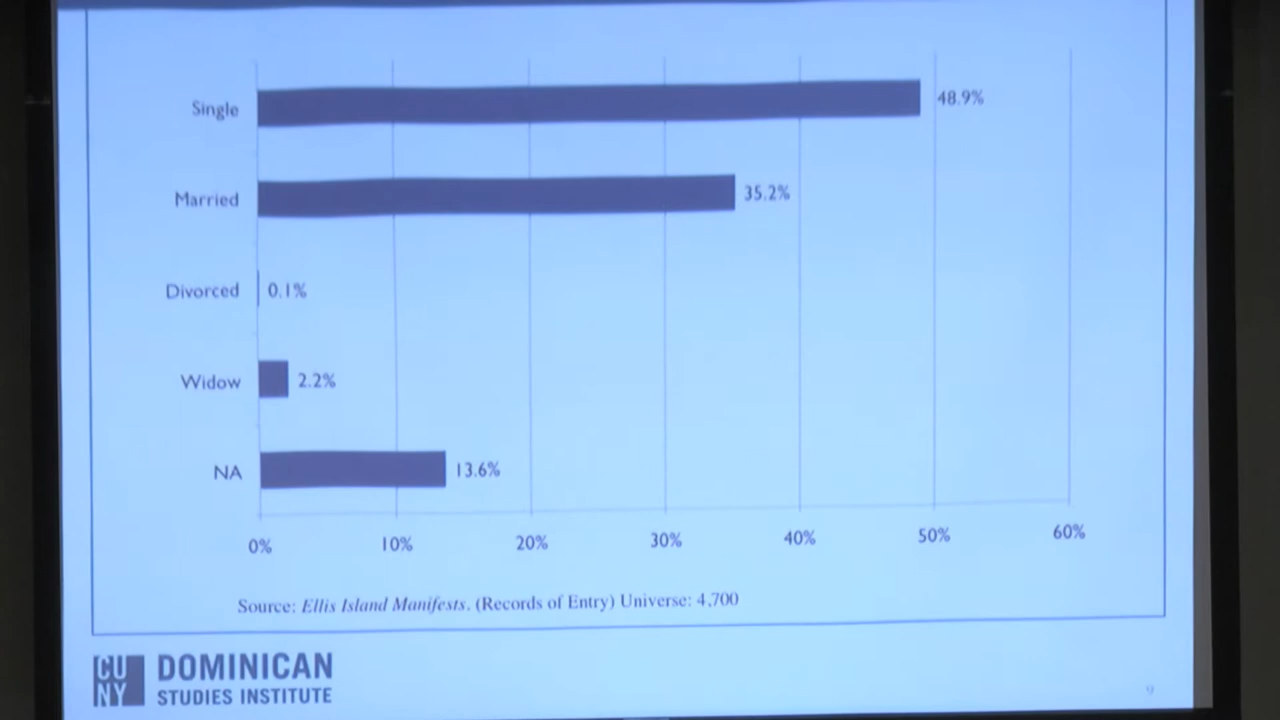 Single 48.9%
Married 35.2%
Divorced 0.1%
Widow 2.2%
NA 13.6%
0% 10% 20% 30% 40% 50% 60%
Source: Ellis Island Manifests. (Records of Entry) Universe: 4,700
CU
NY
DOMINICAN
STUDIES INSTITUTE
9